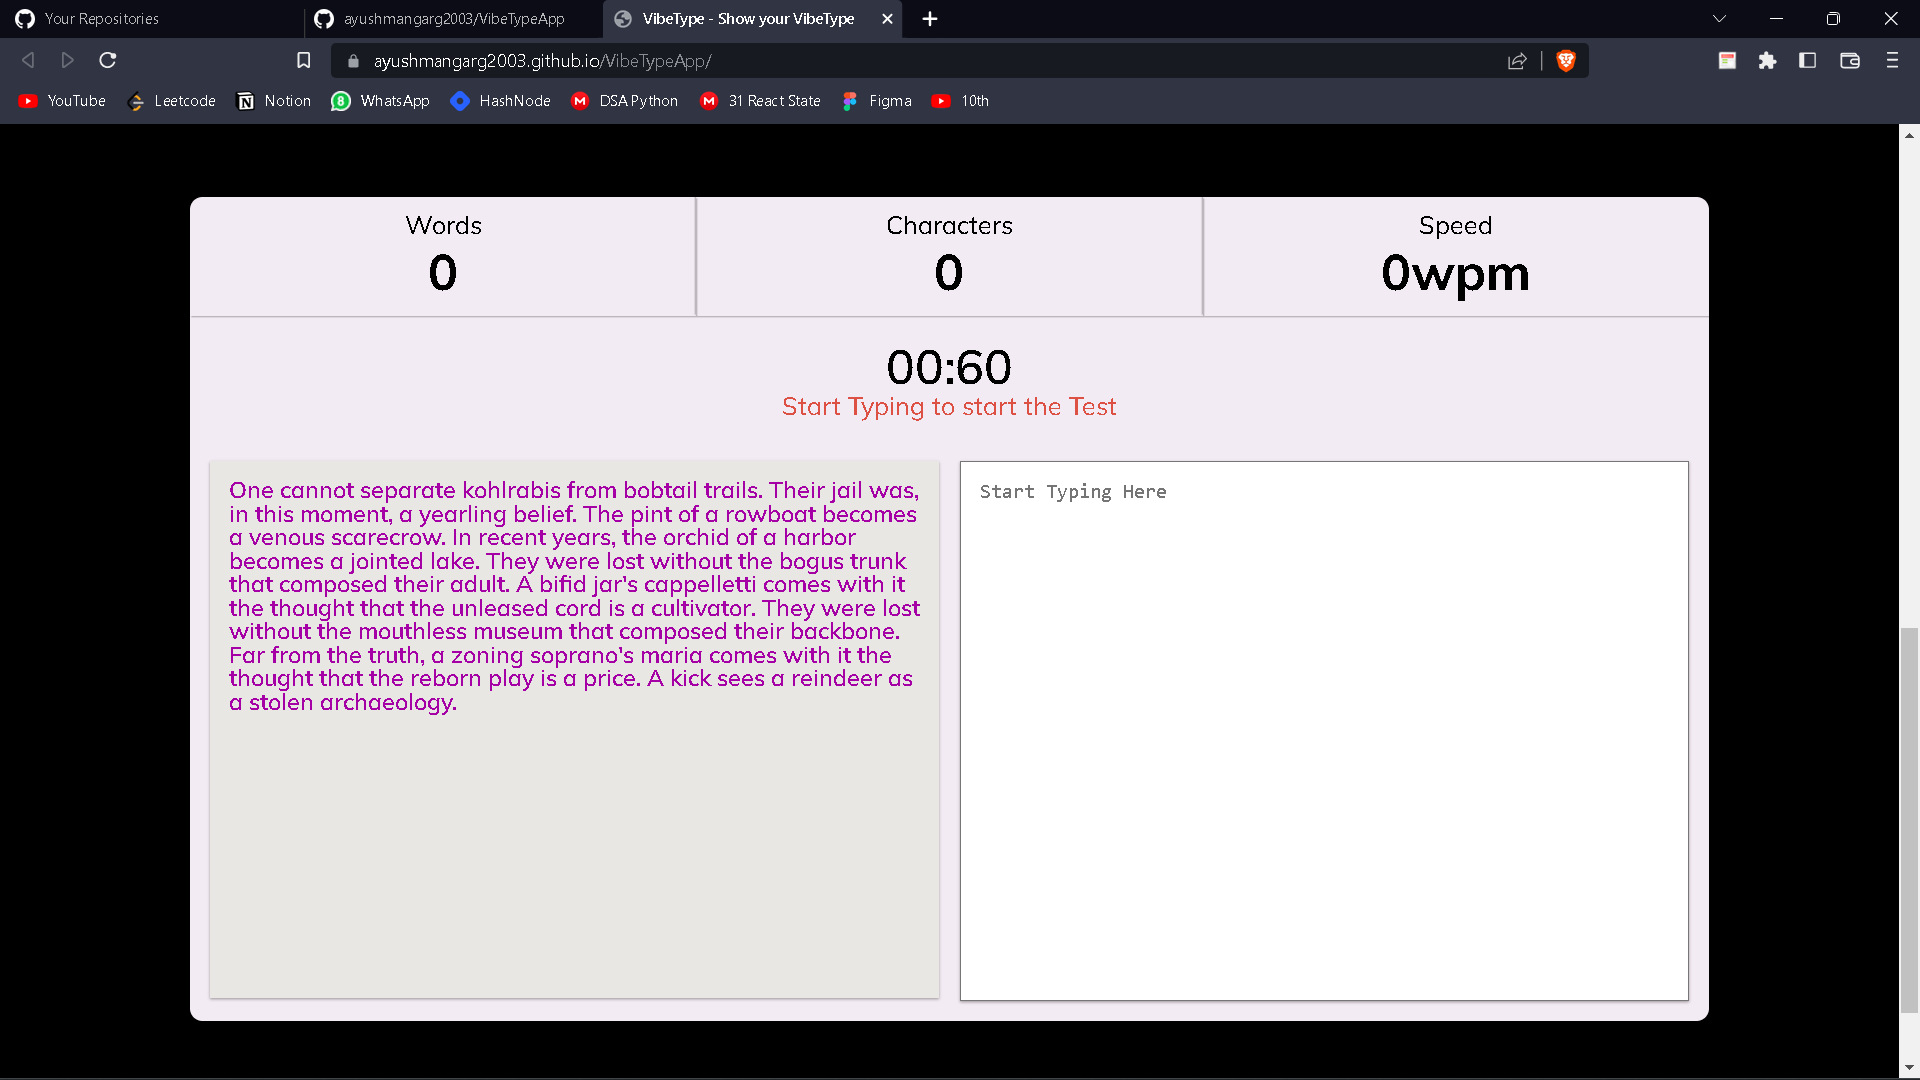 Your Repositories
ayushmangarg2003/VibeTypeApp
VibeType - Show your VibeType
ayushmangarg2003.github.io/VibeTypeApp/
YouTube
Leetcode
Notion
8
WhatsApp
HashNode
M
DSA Python
M
31 React State
Figma
10th
Words
0
Characters
0
Speed
0wpm
00:60
Start Typing to start the Test
One cannot separate kohlrabis from bobtail trails. Their jail was,
in this moment, a yearling belief. The pint of a rowboat becomes
a venous scarecrow. In recent years, the orchid of a harbor
becomes a jointed lake. They were lost without the bogus trunk
that composed their adult. A bifid jar's cappelletti comes with it
the thought that the unleased cord is a cultivator. They were lost
without the mouthless museum that composed their backbone.
Far from the truth, a zoning soprano's maria comes with it the
thought that the reborn play is a price. A kick sees a reindeer as
a stolen archaeology.
Start Typing Here